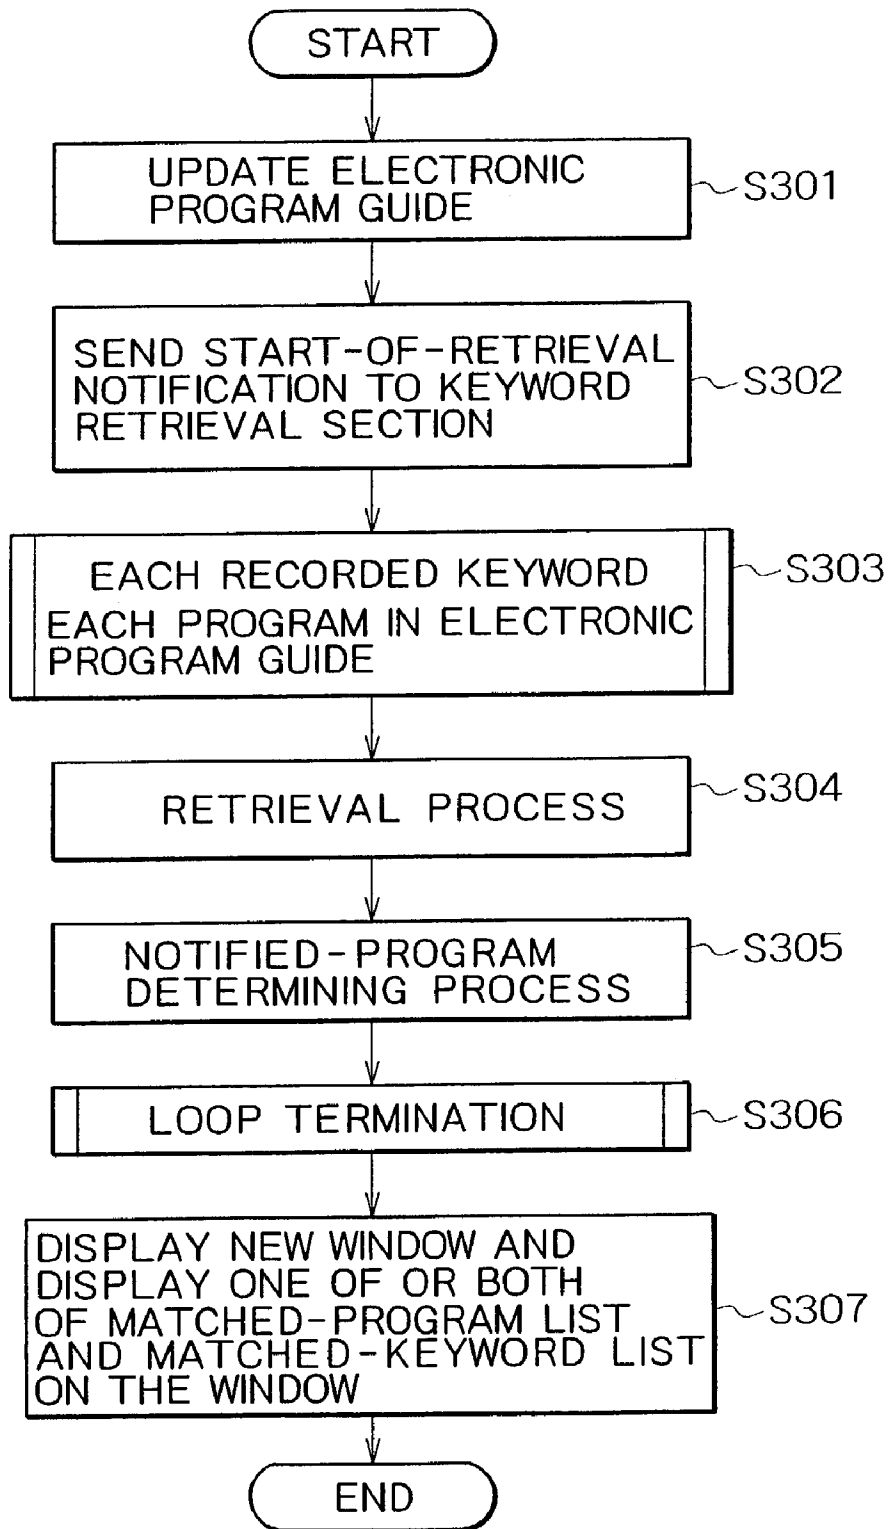 START
UPDATE ELECTRONIC
PROGRAM GUIDE
S301
SEND START-OF-RETRIEVAL
NOTIFICATION TO KEYWORD
RETRIEVAL SECTION
S302
EACH RECORDED KEYWORD
EACH PROGRAM IN ELECTRONIC
PROGRAM GUIDE
S303
RETRIEVAL PROCESS
S304
NOTIFIED-PROGRAM
DETERMINING PROCESS
S305
LOOP TERMINATION
S306
DISPLAY NEW WINDOW AND
DISPLAY ONE OF OR BOTH
OF MATCHED-PROGRAM LIST
AND MATCHED-KEYWORD LIST
ON THE WINDOW
S307
END